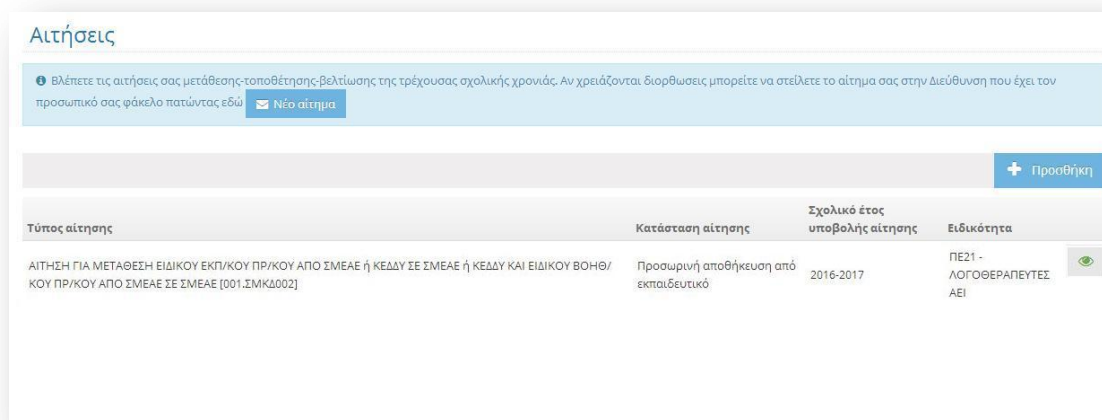 Αιτήσεις
Βλέπετε τις αιτήσεις σας μετάθεσης-τοποθέτησης-βελτίωσης της τρέχουσας σχολικής χρονιάς. Αν χρειάζονται διορθωσεις μπορείτε να στείλετε το αίτημα σας στην Διεύθυνση που έχει τον
προσωπικό σας φάκελο πατώντας εδώ Νέο αίτημα
Προσθήκη
Τύπος αίτησης Κατάσταση αίτησης Σχολικό έτος υποβολής αίτησης Ειδικότητα
ΑΙΤΗΣΗ ΓΙΑ ΜΕΤΑΘΕΣΗ ΕΙΔΙΚΟΥ ΕΚΠ/ΚΟΥ ΠΡ/ΚΟΥ ΑΠΟ ΣΜΕΑΕ ή ΚΕΔΔΥ ΣΕ ΣΜΕΑΕ ή ΚΕΔΔΥ ΚΑΙ ΕΙΔΙΚΟΥ ΒΟΗΘ/
ΚΟΥ ΠΡ/ΚΟΥ ΑΠΟ ΣΜΕΑΕ ΣΕ ΣΜΕΑΕ [001.ΣΜΚΔ002]
Προσωρινή αποθήκευση από
εκπαιδευτικό
2016-2017
ΠΕ21 -
ΛΟΓΟΘΕΡΑΠΕΥΤΕΣ
ΑΕΙ